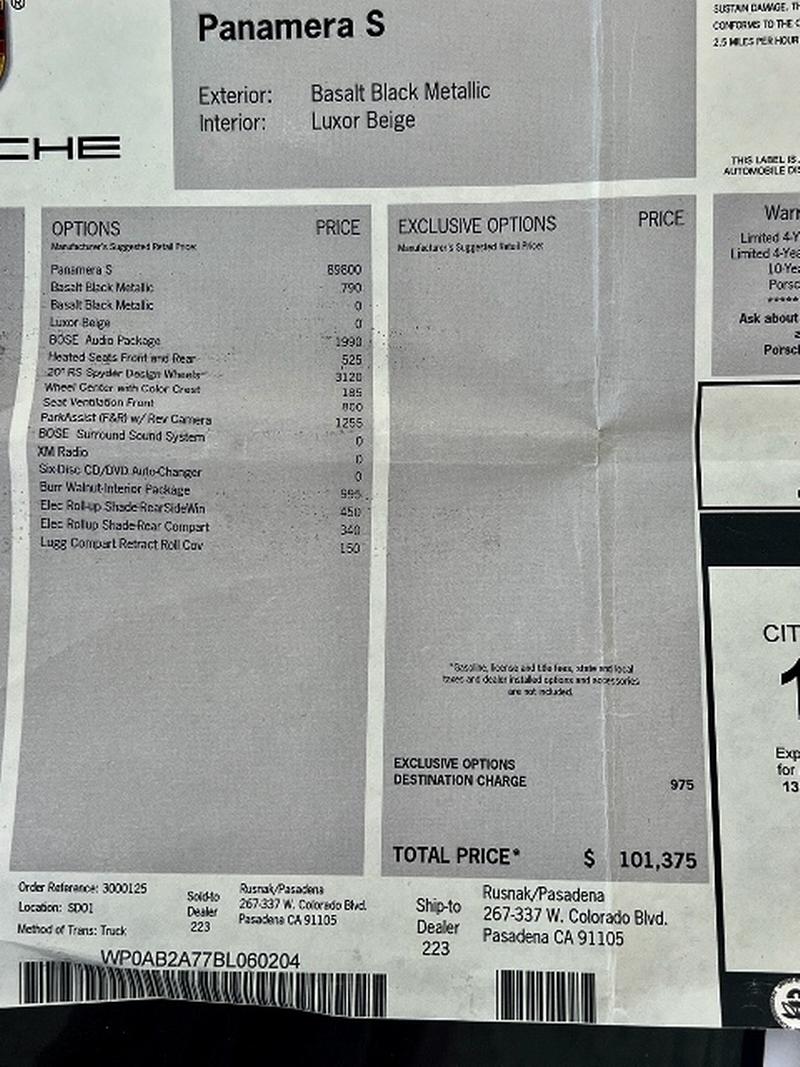 ®
CHE
Panamera S
Exterior: Basalt Black Metallic
Interior: Luxor Beige
SUSTAIN DAMAGE. TH
CONFORMS TO THE C
2.5 MILES PER HOUR
THIS LABEL IS
AUTOMOBILE DIS
OPTIONS PRICE
Manufacturer's Suggested Retail Price:
Panamera S 89800
Basalt Black Metallic 790
Basalt Black Metallic 0
Luxor Beige 0
BOSE Audio Package 1990
Heated Seats Front and Rear 525
20" RS Spyder Design Wheels 3120
Wheel Center with Color Crest 185
Seat Ventilation Front 800
ParkAssist (F&R) w/ Rev Camera 1255
BOSE Surround Sound System 0
XM Radio 0
Six-Disc CD/DVD Auto-Changer 0
Burr Walnut-Interior Package 995
Elec Roll-up Shade-RearSideWin 450
Elec Rollup Shade-Rear Compart 340
Lugg Compart Retract Roll Cov 150
EXCLUSIVE OPTIONS PRICE
Manufacturer's Suggested Retail Price:
*Gasoline, license and title fees, state and local
taxes and dealer installed options and accessories
are not included.
EXCLUSIVE OPTIONS
DESTINATION CHARGE 975
TOTAL PRICE* $ 101,375
Warr
Limited 4-Y
Limited 4-Yea
10-Yea
Porsc
*****
Ask about
a
Porscl
CIT
1
Exp
for
13
Order Reference: 3000125
Location: SD01
Method of Trans: Truck
Sold-to
Dealer
223
Rusnak/Pasadena
267-337 W. Colorado Blvd.
Pasadena CA 91105
Ship-to
Dealer
223
Rusnak/Pasadena
267-337 W. Colorado Blvd.
Pasadena CA 91105
WP0AB2A77BL060204